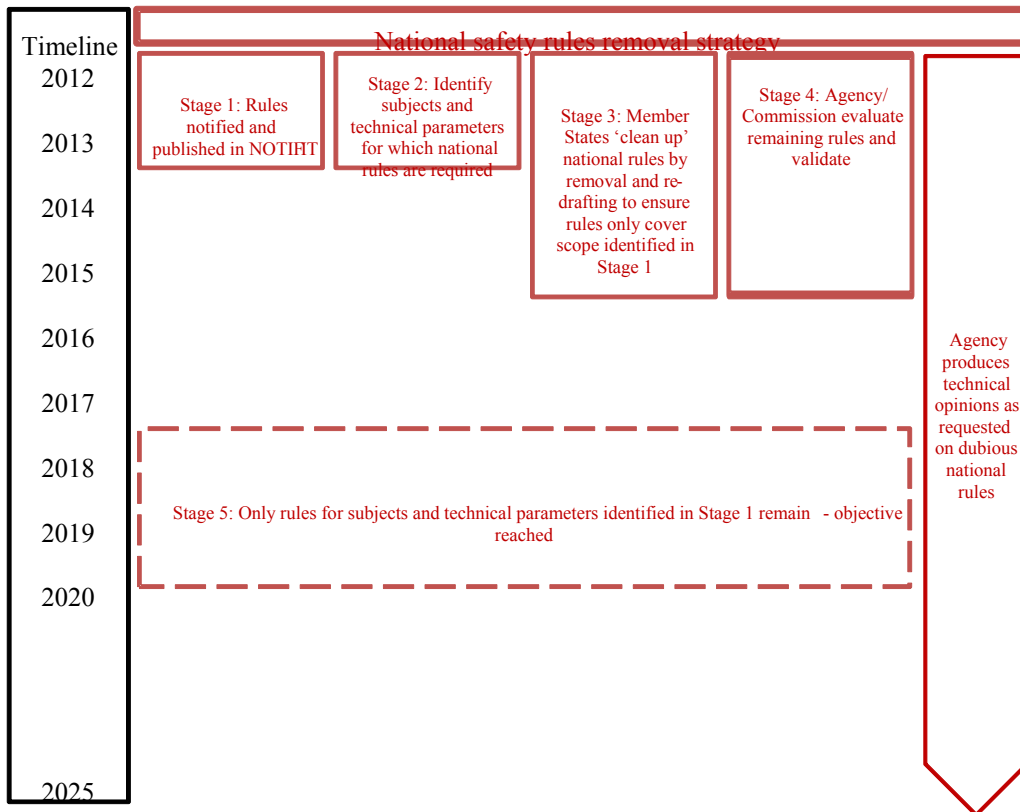 National safety rules removal strategy
Timeline
2012
2013
2014
2015
2016
2017
2018
2019
2020
2025
Stage 1: Rules
notified and
published in NOTIHT
Stage 2: Identify
subjects and
technical parameters
for which national
rules are required
Stage 3: Member
States ‘clean up’
national rules by
removal and re-
drafting to ensure
rules only cover
scope identified in
Stage 1
Stage 4: Agency/
Commission evaluate
remaining rules and
validate
Agency
produces
technical
opinions as
requested
on dubious
national
rules
Stage 5: Only rules for subjects and technical parameters identified in Stage 1 remain - objective
reached